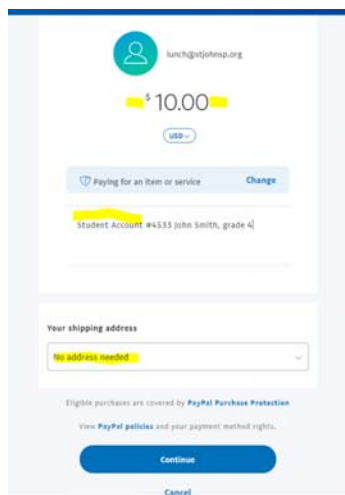 lunch@stjohnsp.org
$ 10.00
USD
Paying for an item or service Change
Student Account #4533 John Smith, grade 4
Your shipping address
No address needed
Eligible purchases are covered by PayPal Purchase Protection
View PayPal policies and your payment method rights.
Continue
Cancel